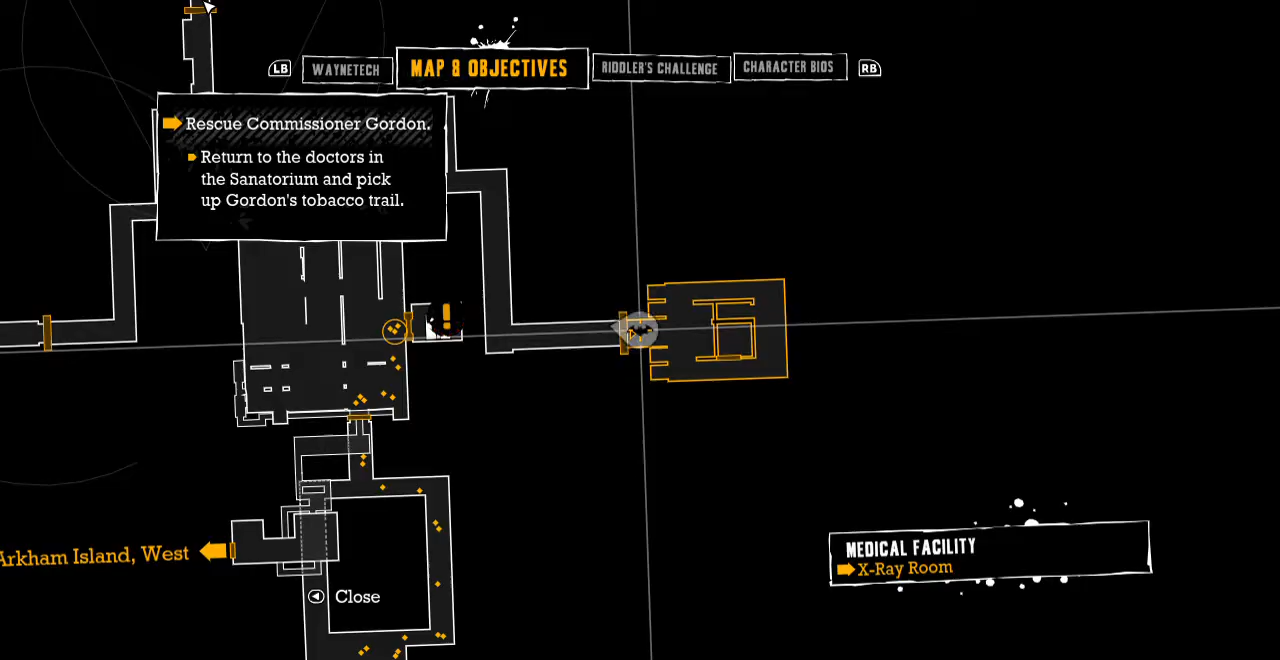 LB
WAYNETECH
MAP & OBJECTIVES
RIDDLER'S CHALLENGE
CHARACTER BIOS
RB
Rescue Commissioner Gordon.
Return to the doctors in
the Sanatorium and pick
up Gordon's tobacco trail.
!
Arkham Island, West
Close
MEDICAL FACILITY
X-Ray Room